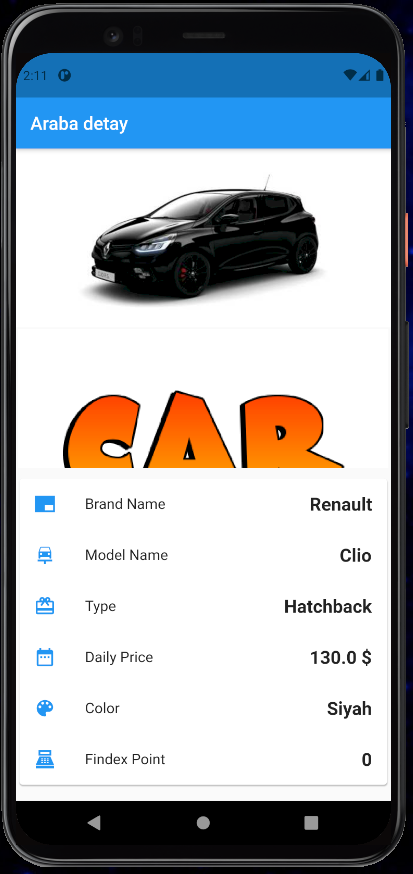 2:11
Araba detay
CAR
Brand Name Renault
Model Name Clio
Type Hatchback
Daily Price 130.0 $
Color Siyah
Findex Point 0